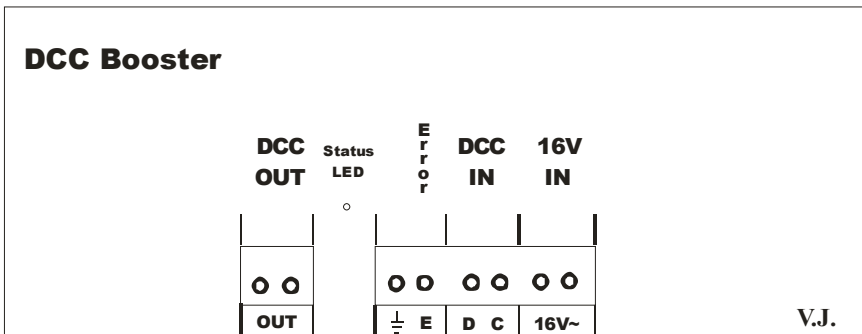 DCC Booster
DCC OUT
Status LED
Error
DCC IN
16V IN
OUT
E
D C
16V~
V.J.